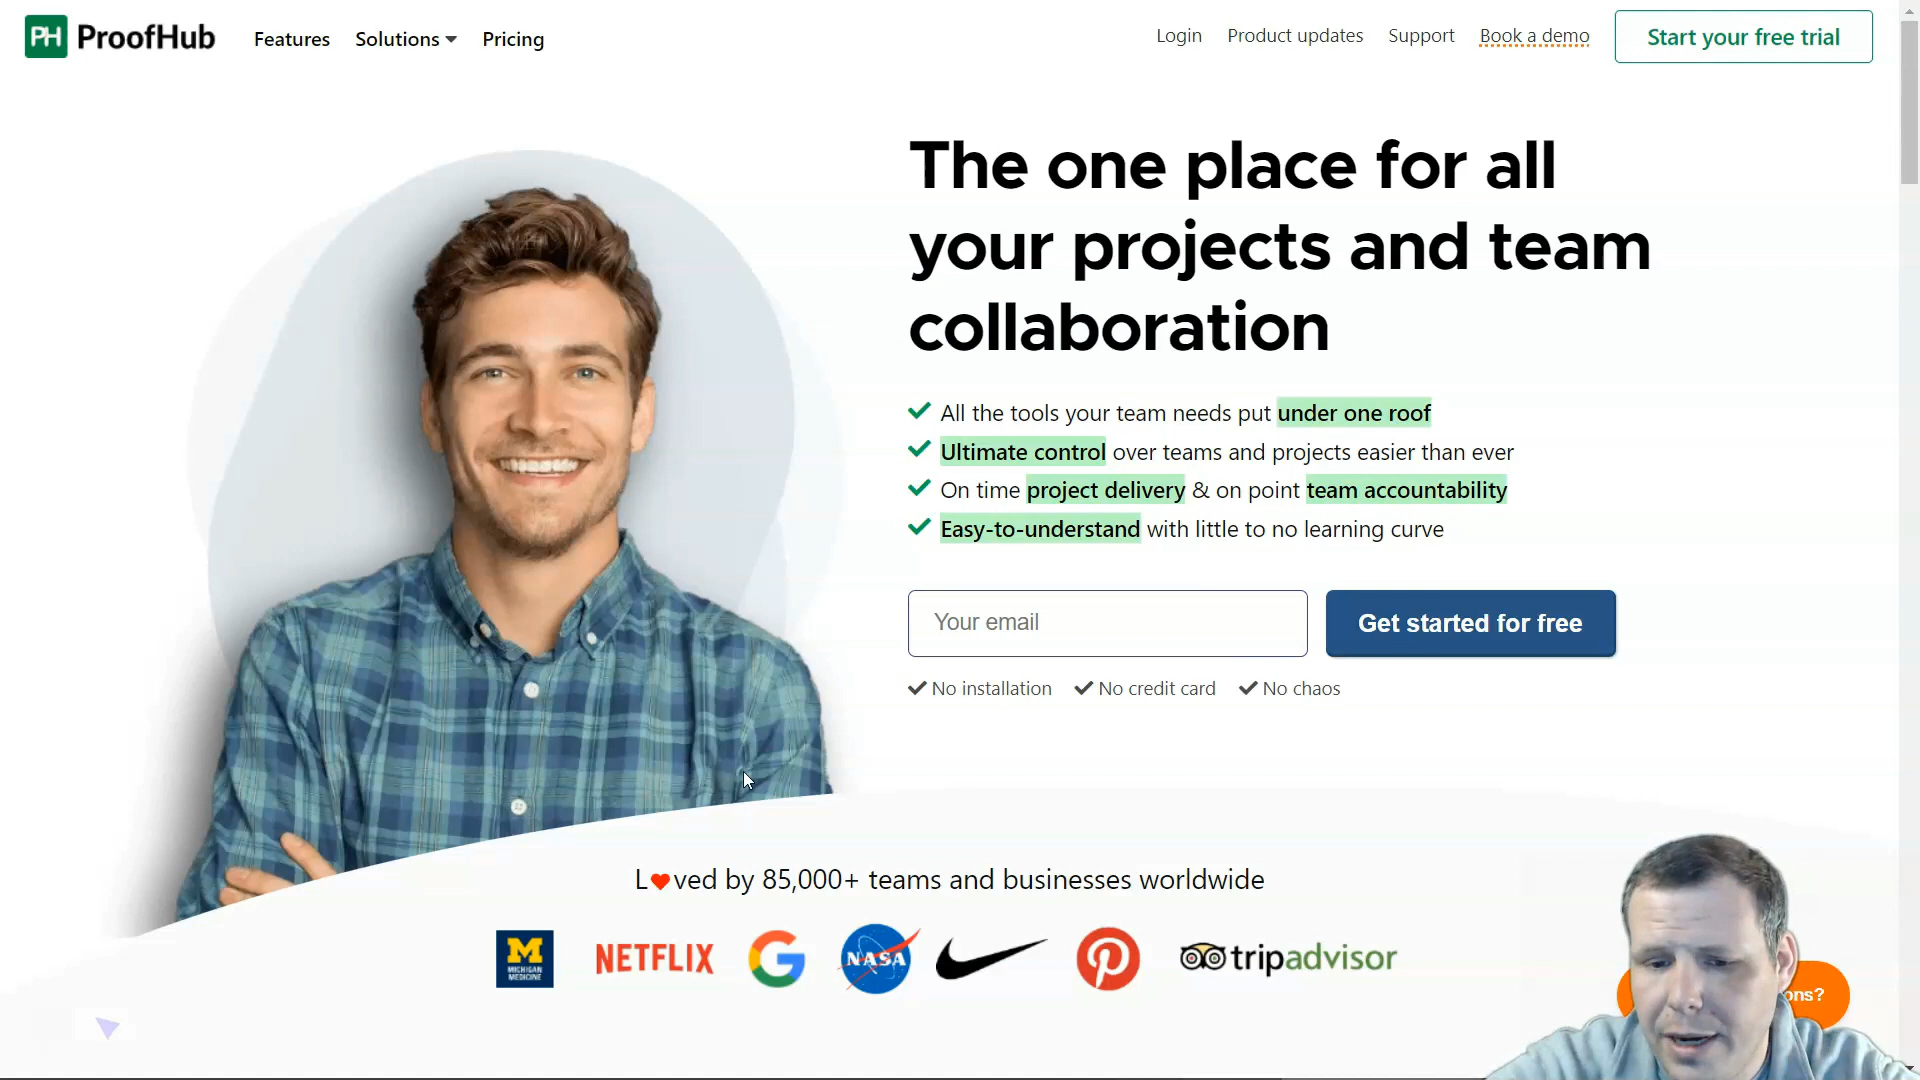 PH ProofHub Features Solutions Pricing Login Product updates Support Book a demo Start your free trial
The one place for all
your projects and team
collaboration
All the tools your team needs put under one roof
Ultimate control over teams and projects easier than ever
On time project delivery & on point team accountability
Easy-to-understand with little to no learning curve
Your email Get started for free
No installation No credit card No chaos
L❤ved by 85,000+ teams and businesses worldwide
M MICHIGAN MEDICINE NETFLIX G NASA tripadvisor